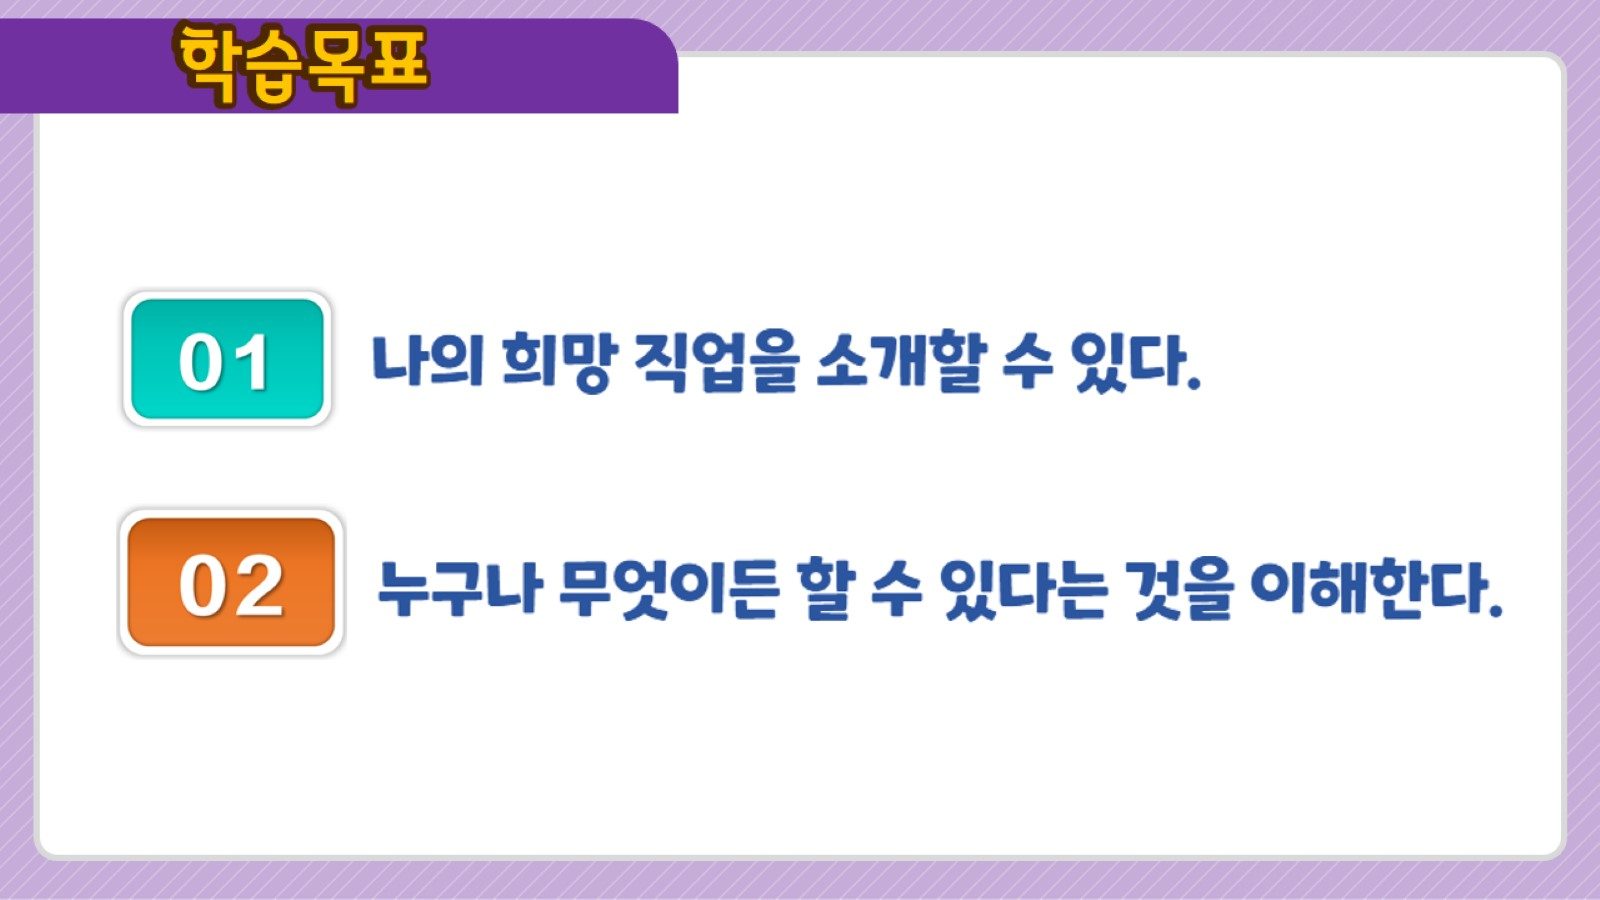 학습목표
01 나의 희망 직업을 소개할 수 있다.
02 누구나 무엇이든 할 수 있다는 것을 이해한다.